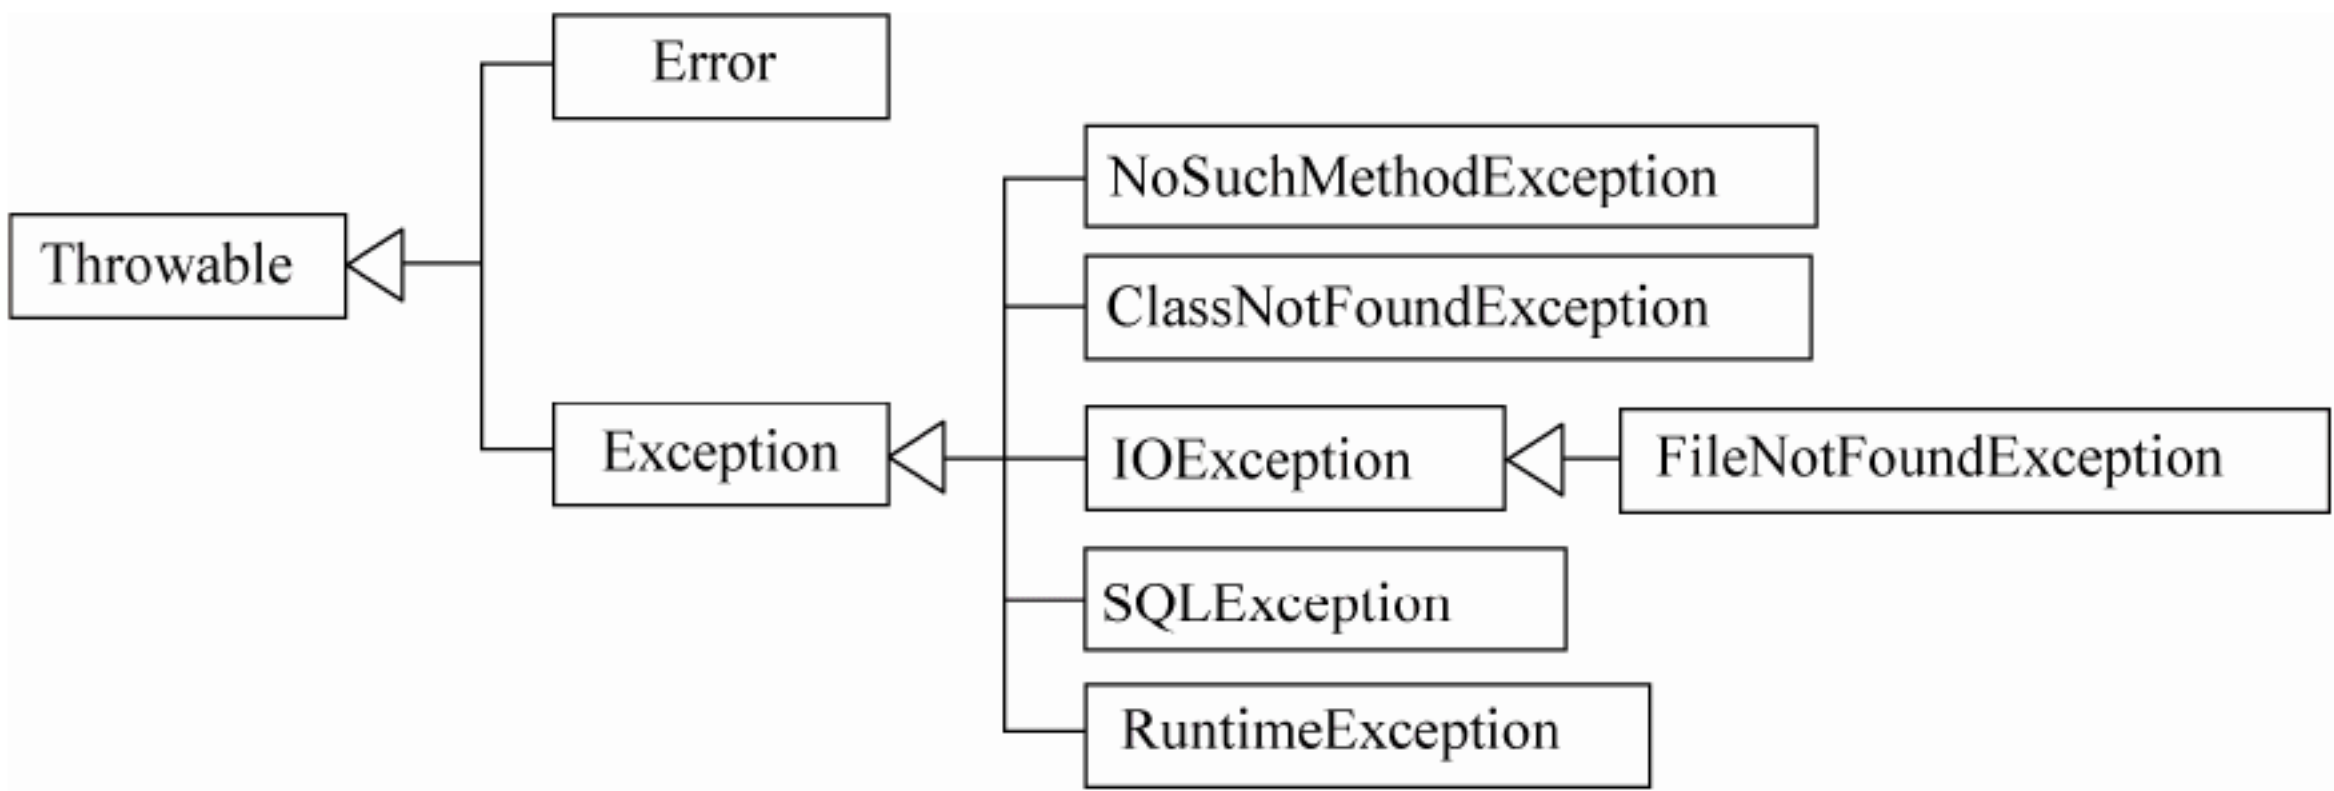 Error
NoSuchMethodException
Throwable
ClassNotFoundException
Exception
IOException
FileNotFoundException
SQLException
RuntimeException